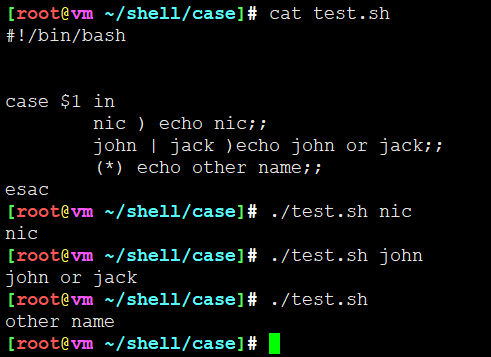 [root@vm ~/shell/case]# cat test.sh
#!/bin/bash
case $1 in
nic ) echo nic;;
john | jack )echo john or jack;;
(*) echo other name;;
esac
[root@vm ~/shell/case]# ./test.sh nic
nic
[root@vm ~/shell/case]# ./test.sh john
john or jack
[root@vm ~/shell/case]# ./test.sh
other name
[root@vm ~/shell/case]#